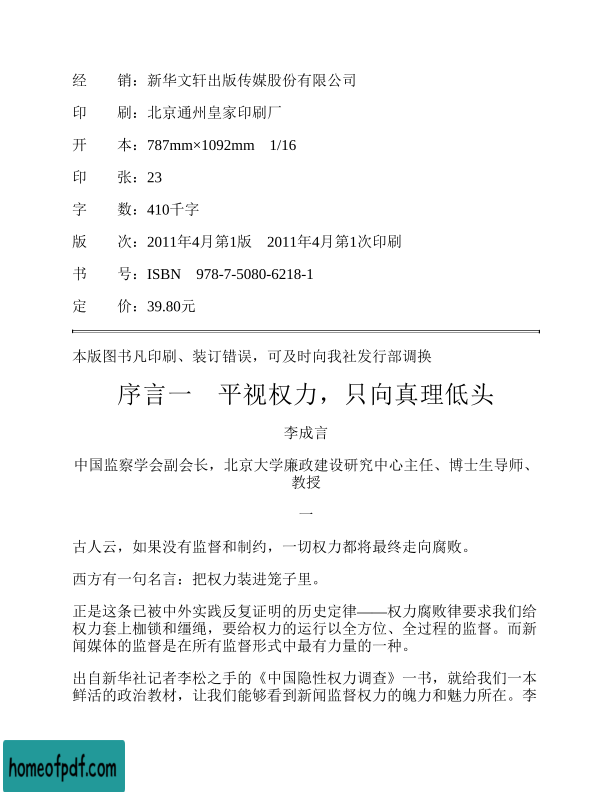 经　　销：新华文轩出版传媒股份有限公司
印　　刷：北京通州皇家印刷厂
开　　本：787mm×1092mm　1/16
印　　张：23
字　　数：410千字
版　　次：2011年4月第1版　2011年4月第1次印刷
书　　号：ISBN　978-7-5080-6218-1
定　　价：39.80元
本版图书凡印刷、装订错误，可及时向我社发行部调换
序言一　平视权力，只向真理低头
李成言
中国监察学会副会长，北京大学廉政建设研究中心主任、博士生导师、
教授
一
古人云，如果没有监督和制约，一切权力都将最终走向腐败。
西方有一句名言：把权力装进笼子里。
正是这条已被中外实践反复证明的历史定律——权力腐败律要求我们给
权力套上枷锁和缰绳，要给权力的运行以全方位、全过程的监督。而新
闻媒体的监督是在所有监督形式中最有力量的一种。
出自新华社记者李松之手的《中国隐性权力调查》一书，就给我们一本
鲜活的政治教材，让我们能够看到新闻监督权力的魄力和魅力所在。李
homeofpdf.com